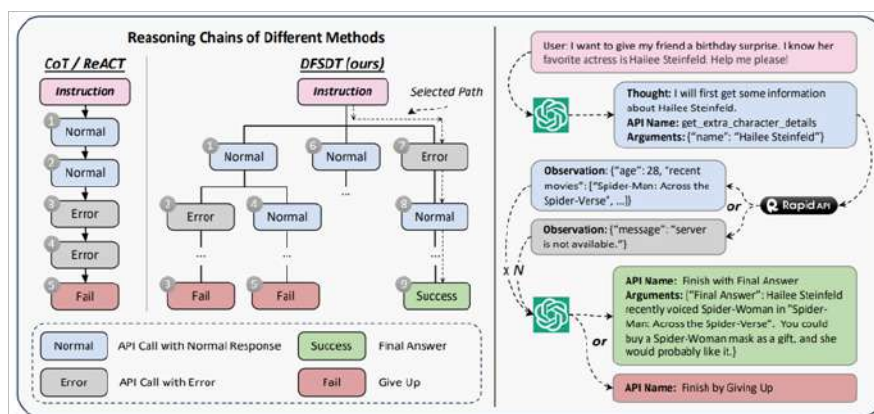 Reasoning Chains of Different Methods
CoT / ReACT
Instruction
1
Normal
2
Normal
3
Error
4
Error
5
Fail
DFSDT (ours)
Instruction
Selected Path
1
Normal
6
Normal
...
7
Error
2
Error
4
Normal
8
Normal
...
...
...
3
Fail
5
Fail
9
Success
Normal
API Call with Normal Response
Success
Final Answer
Error
API Call with Error
Fail
Give Up
User: I want to give my friend a birthday surprise. I know her
favorite actress is Hailee Steinfeld. Help me please!
Thought: I will first get some information
about Hailee Steinfeld.
API Name: get_extra_character_details
Arguments: {"name": "Hailee Steinfeld"}
Observation: {"age": 28, "recent
movies": ["Spider-Man: Across the
Spider-Verse", ...]}
or
Rapid API
Observation: {"message": "server
is not available."}
x N
API Name: Finish with Final Answer
Arguments: {"Final Answer": Hailee Steinfeld
recently voiced Spider-Woman in "Spider-
Man: Across the Spider-Verse". You could
buy a Spider-Woman mask as a gift, and she
would probably like it.}
or
API Name: Finish by Giving Up